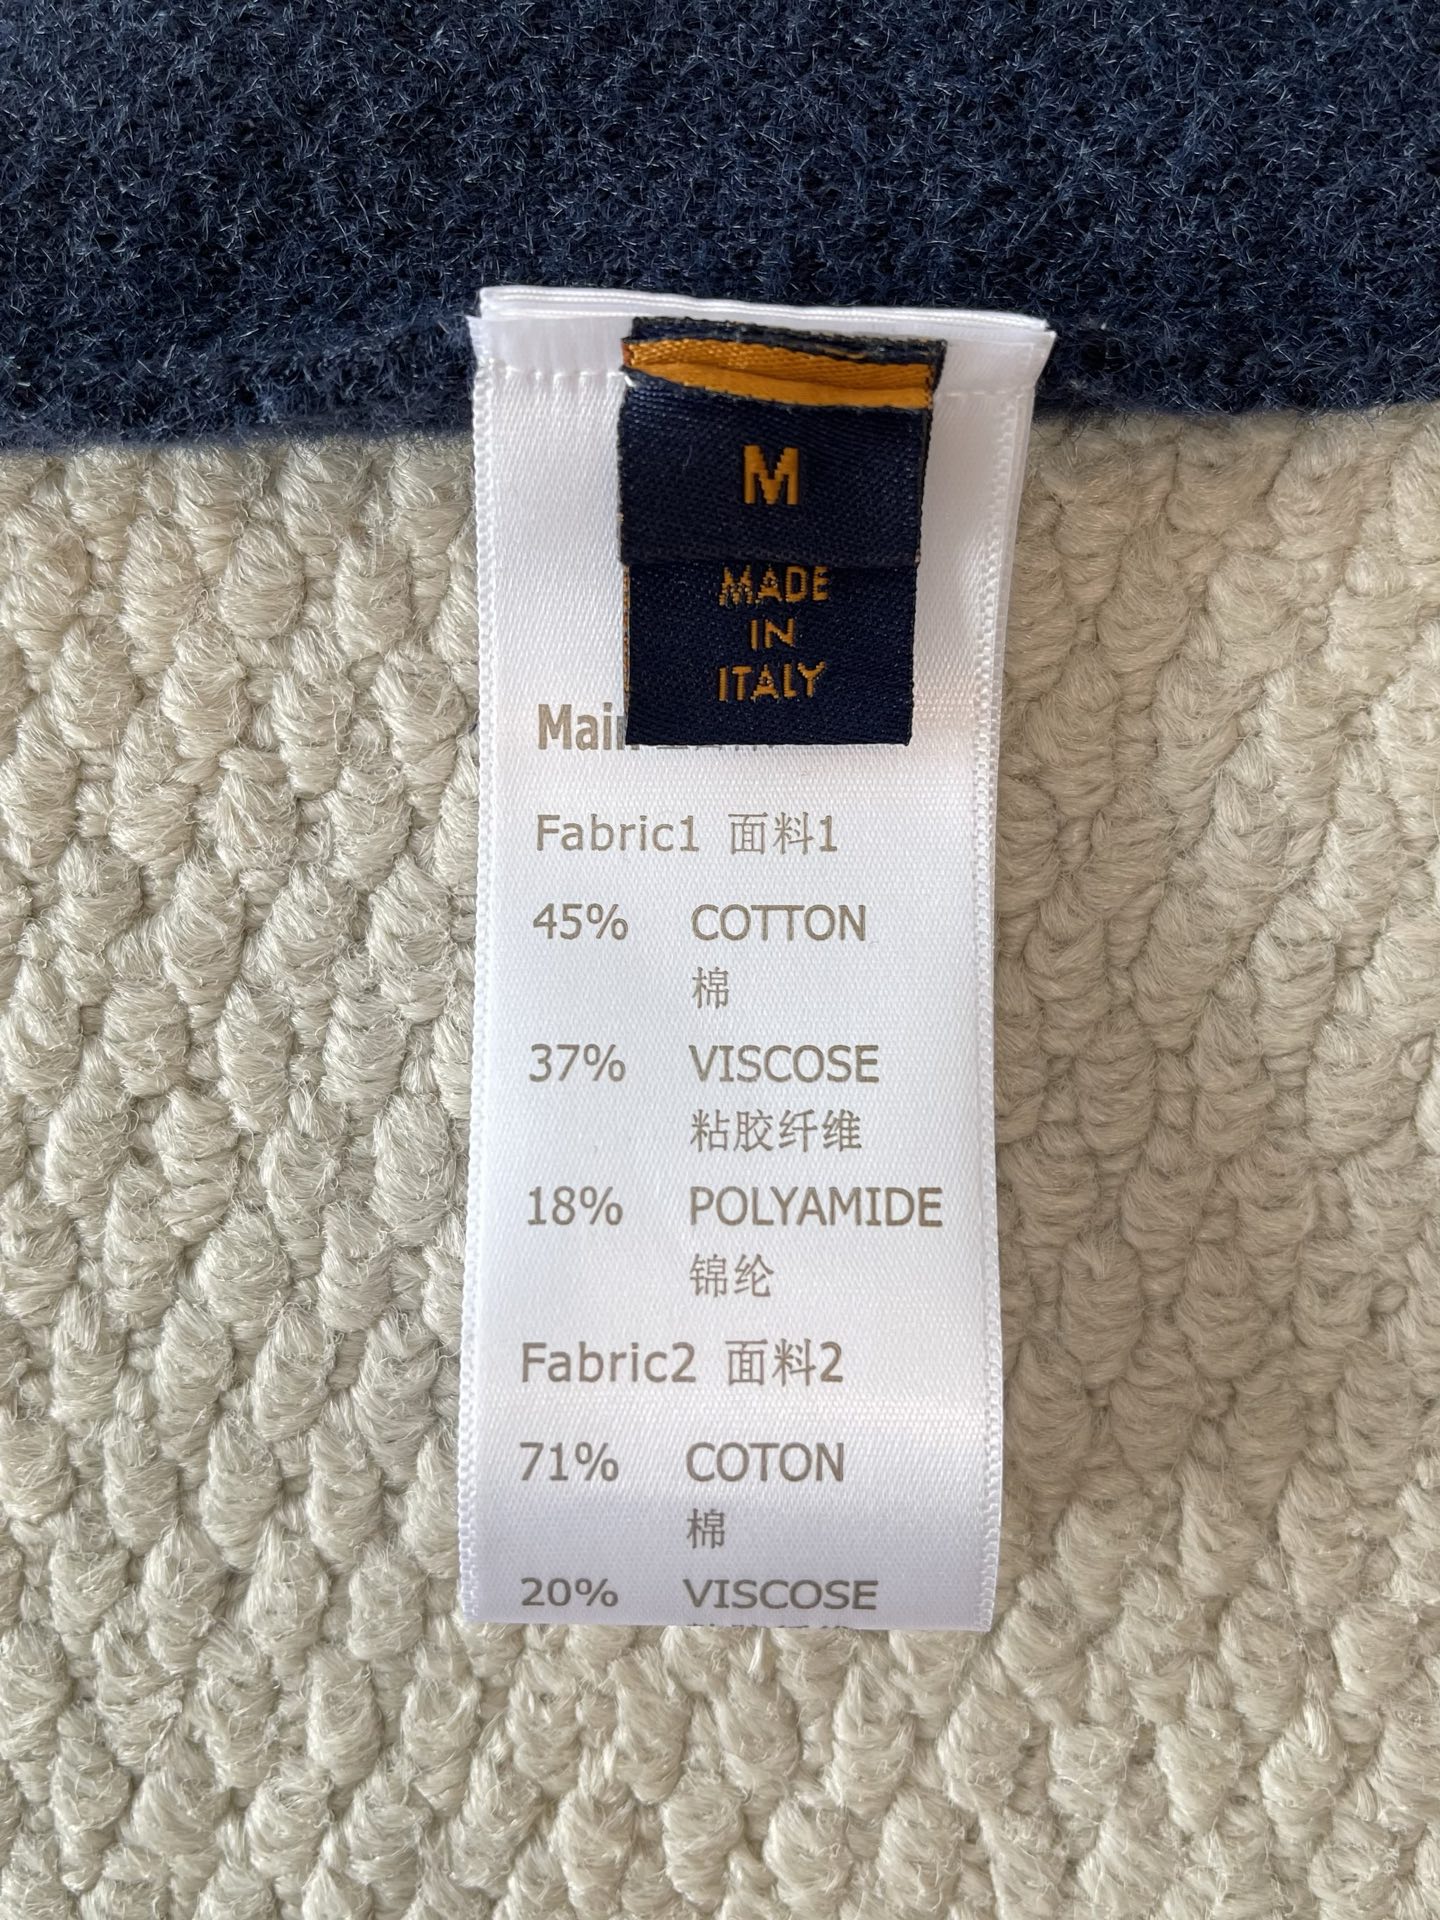 M
MADE
IN
ITALY
Main
Fabric1 面料1
45% COTTON
棉
37% VISCOSE
粘胶纤维
18% POLYAMIDE
锦纶
Fabric2 面料2
71% COTON
棉
20% VISCOSE